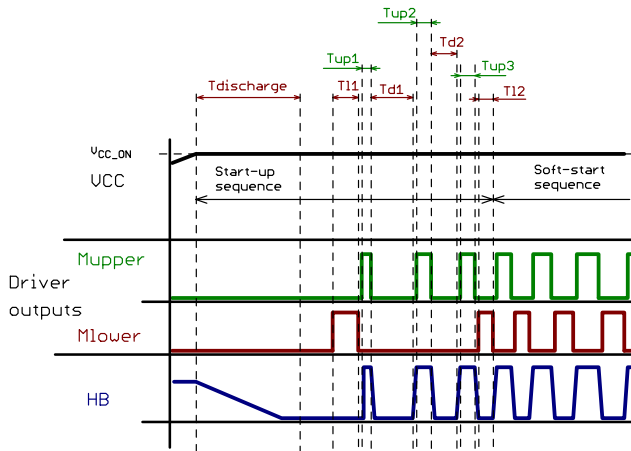 Tup2
Td2
Tup1
Tup3
Tdischarge
Tl1
Td1
Tl2
VCC_ON
VCC
Start-up
sequence
Soft-start
sequence
Mupper
Driver
outputs
Mlower
HB